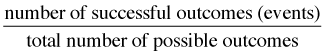 number of successful outcomes (events)
total number of possible outcomes